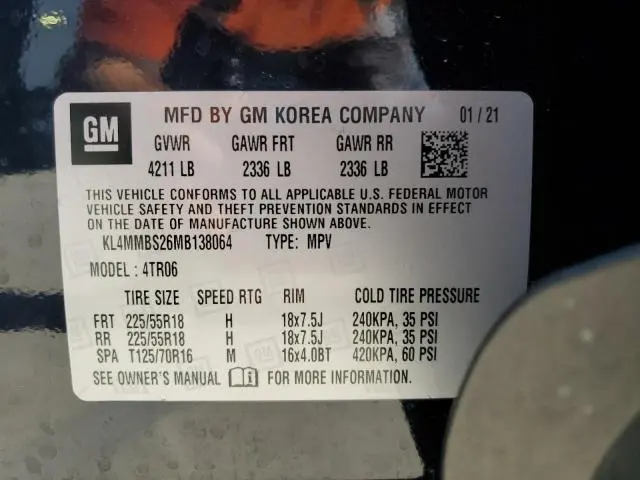 GM
MFD BY GM KOREA COMPANY 01 / 21
GVWR GAWR FRT GAWR RR
4211 LB 2336 LB 2336 LB
THIS VEHICLE CONFORMS TO ALL APPLICABLE U.S. FEDERAL MOTOR
VEHICLE SAFETY AND THEFT PREVENTION STANDARDS IN EFFECT
ON THE DATE OF MANUFACTURE SHOWN ABOVE.
KL4MMBS26MB138064 TYPE: MPV
MODEL : 4TR06
TIRE SIZE SPEED RTG RIM COLD TIRE PRESSURE
FRT 225/55R18 H 18x7.5J 240KPA, 35 PSI
RR 225/55R18 H 18x7.5J 240KPA, 35 PSI
SPA T125/70R16 M 16x4.0BT 420KPA, 60 PSI
SEE OWNER'S MANUAL FOR MORE INFORMATION.